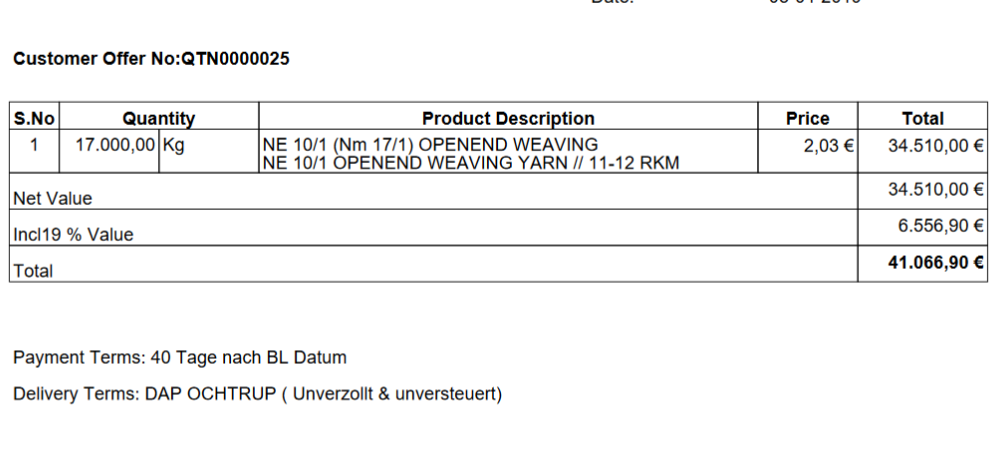 Customer Offer No:QTN0000025
S.No Quantity Product Description Price Total
1 17.000,00 Kg NE 10/1 (Nm 17/1) OPENEND WEAVING 2,03 € 34.510,00 €
NE 10/1 OPENEND WEAVING YARN // 11-12 RKM
Net Value 34.510,00 €
Incl19 % Value 6.556,90 €
Total 41.066,90 €
Payment Terms: 40 Tage nach BL Datum
Delivery Terms: DAP OCHTRUP ( Unverzollt & unversteuert)